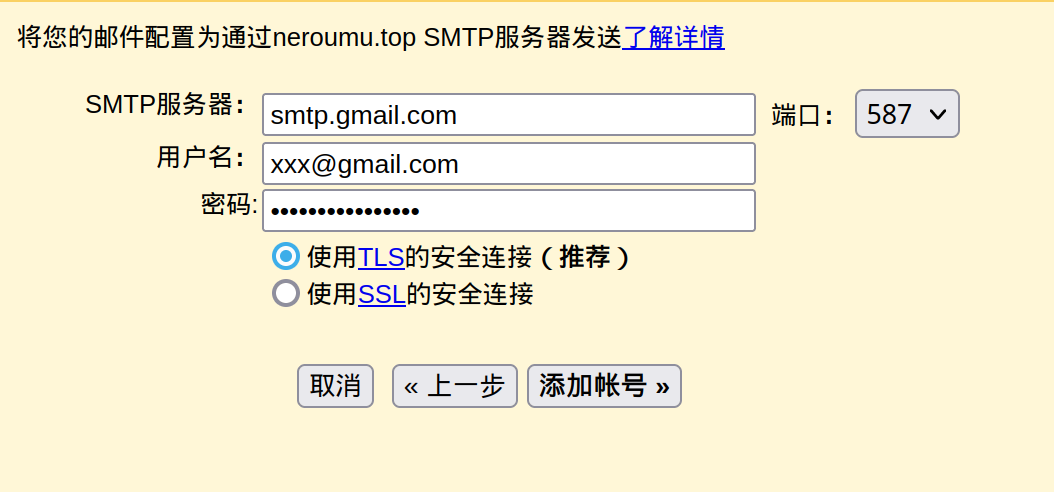 将您的邮件配置为通过neroumu.top SMTP服务器发送了解详情
SMTP服务器： smtp.gmail.com 端口： 587
用户名： xxx@gmail.com
密码: ••••••••••••••••
使用TLS的安全连接（推荐）
使用SSL的安全连接
取消 « 上一步 添加帐号 »